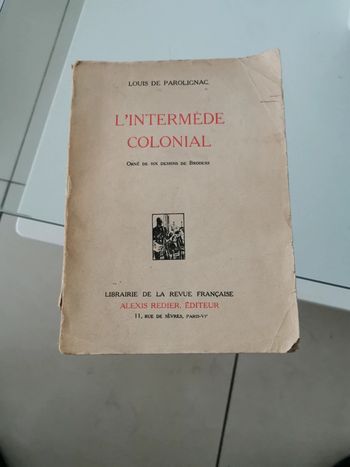 LOUIS DE PAROLIGNAC
L'INTERMÈDE
COLONIAL
ORNÉ DE SIX DESSINS DE BRODERS
LIBRAIRIE DE LA REVUE FRANÇAISE
ALEXIS REDIER, ÉDITEUR
11, RUE DE SÈVRES, PARIS-VIᵉ